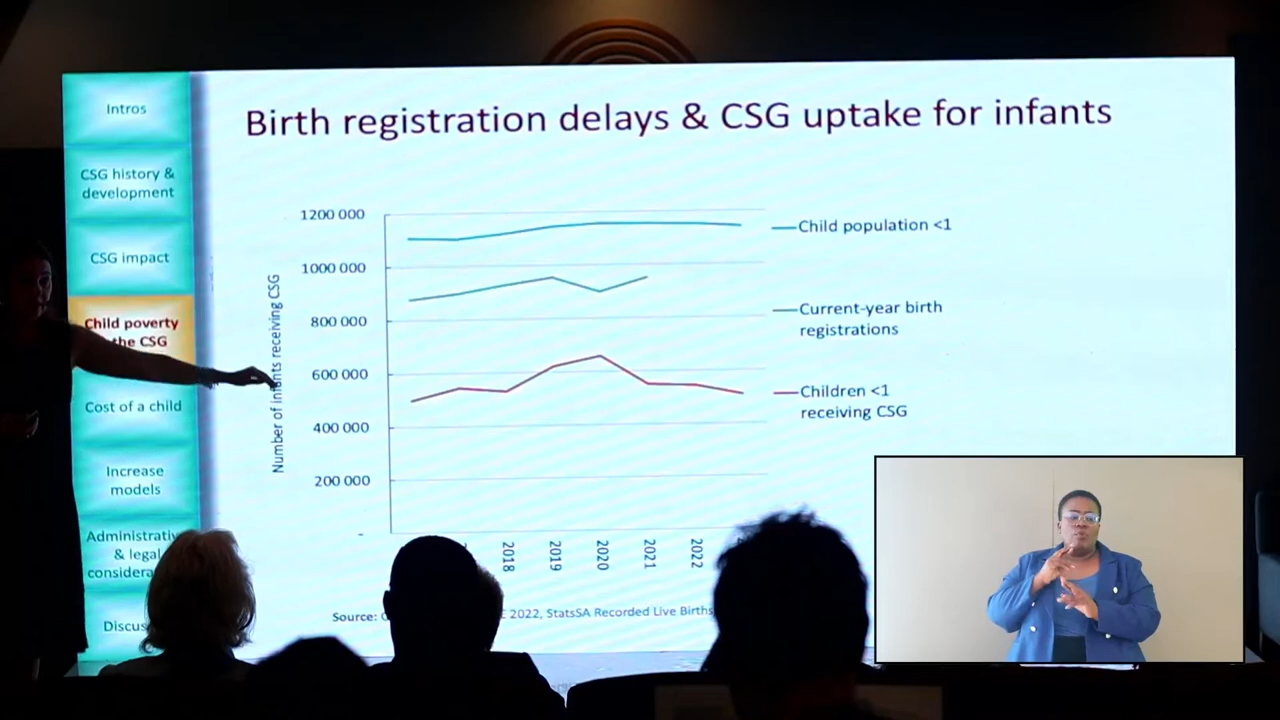 Birth registration delays & CSG uptake for infants
Intros
CSG history &
development
CSG impact
Child poverty
the CSG
Cost of a child
Increase
models
& legal
Number of infants receiving CSG
1200 000
1000 000
800 000
600 000
400 000
200 000
-
2018
2019
2020
2021
2022
Child population <1
Current-year birth
registrations
Children <1
receiving CSG
Source:
2022, StatsSA Recorded Live Births